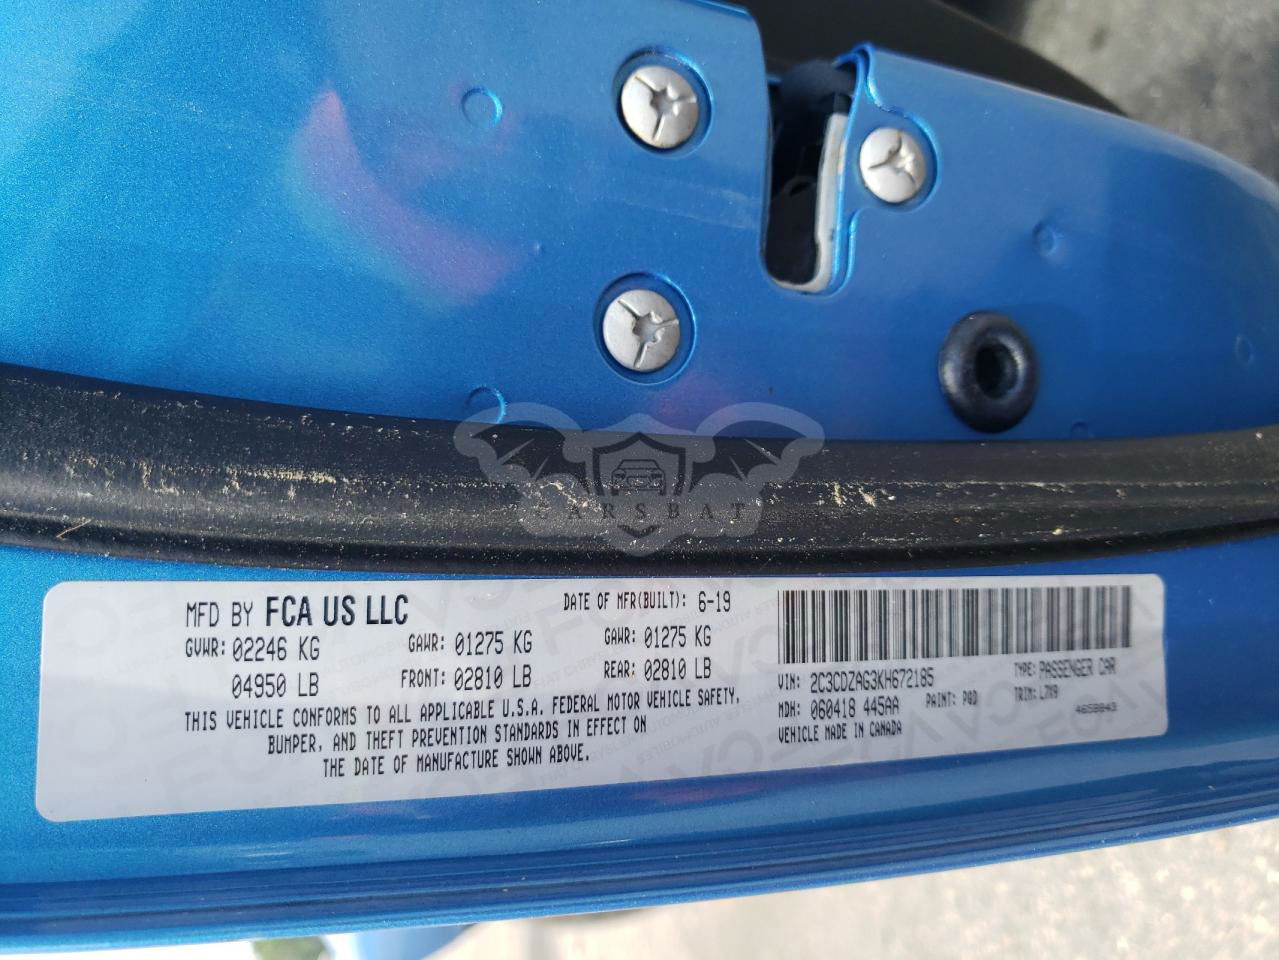 CARSBAT
MFD BY FCA US LLC
DATE OF MFR(BUILT): 6-19
GVWR: 02246 KG GAWR: 01275 KG GAWR: 01275 KG
04950 LB FRONT: 02810 LB REAR: 02810 LB
THIS VEHICLE CONFORMS TO ALL APPLICABLE U.S.A. FEDERAL MOTOR VEHICLE SAFETY,
BUMPER, AND THEFT PREVENTION STANDARDS IN EFFECT ON
THE DATE OF MANUFACTURE SHOWN ABOVE.
VIN: 2C3CDZAG3KH672185 TYPE: PASSENGER CAR
MDH: 060418 445AA PAINT: PQD TRIM: L7X9
VEHICLE MADE IN CANADA